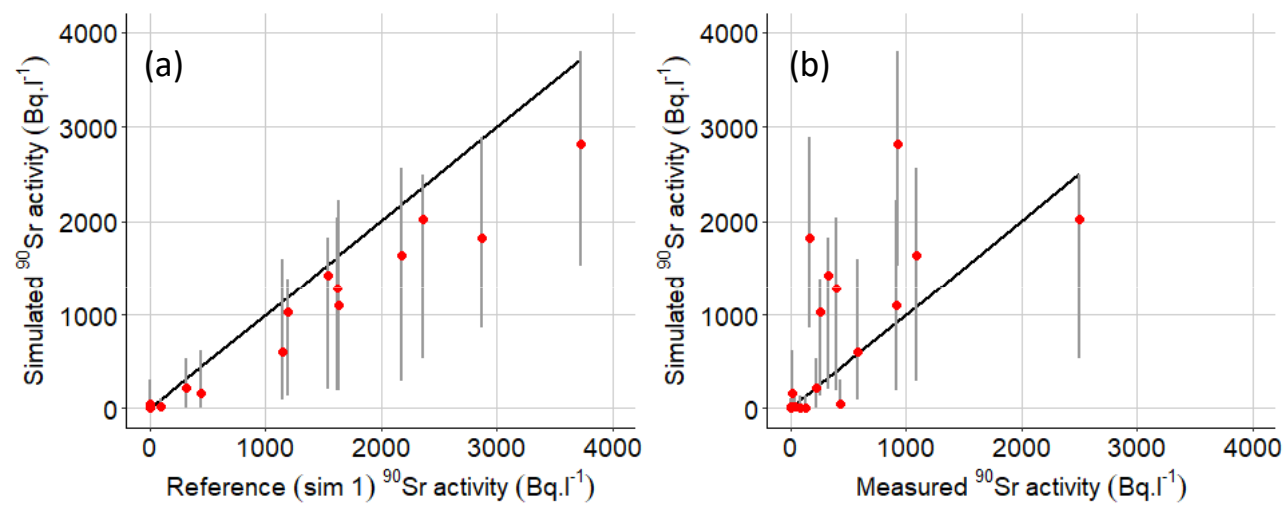 (a)
4000
3000
2000
1000
0
Simulated ⁹⁰Sr activity (Bq.l⁻¹)
0 1000 2000 3000 4000
Reference (sim 1) ⁹⁰Sr activity (Bq.l⁻¹)
(b)
4000
3000
2000
1000
0
Simulated ⁹⁰Sr activity (Bq.l⁻¹)
0 1000 2000 3000 4000
Measured ⁹⁰Sr activity (Bq.l⁻¹)